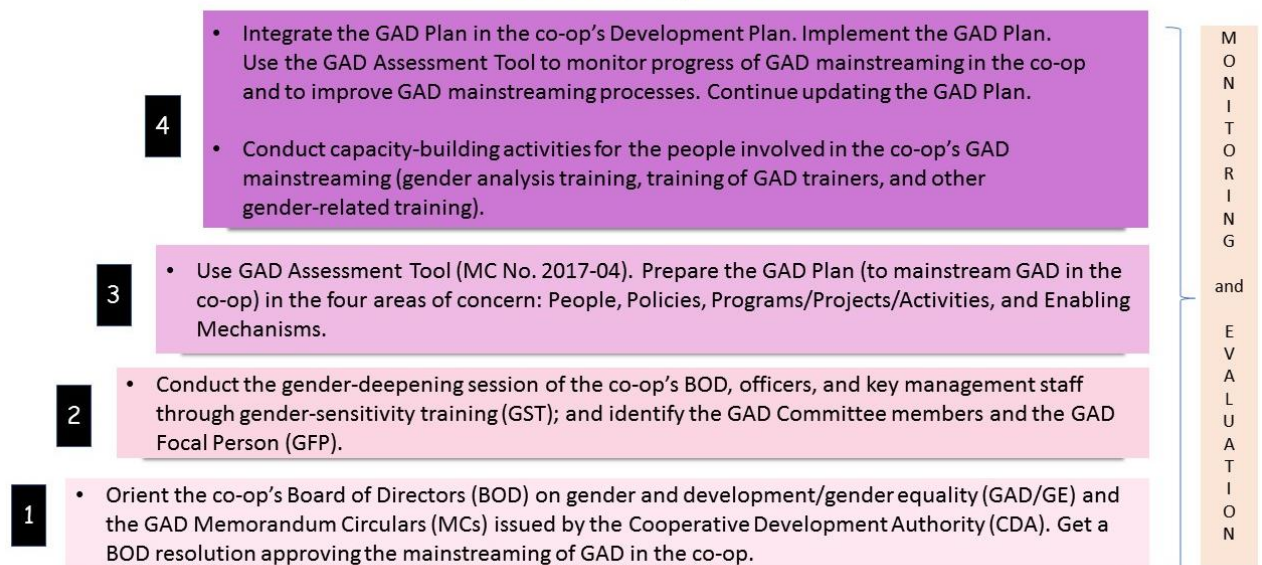 • Integrate the GAD Plan in the co-op's Development Plan. Implement the GAD Plan.
Use the GAD Assessment Tool to monitor progress of GAD mainstreaming in the co-op
and to improve GAD mainstreaming processes. Continue updating the GAD Plan.
4
• Conduct capacity-building activities for the people involved in the co-op's GAD
mainstreaming (gender analysis training, training of GAD trainers, and other
gender-related training).
3
• Use GAD Assessment Tool (MC No. 2017-04). Prepare the GAD Plan (to mainstream GAD in the
co-op) in the four areas of concern: People, Policies, Programs/Projects/Activities, and Enabling
Mechanisms.
2
• Conduct the gender-deepening session of the co-op's BOD, officers, and key management staff
through gender-sensitivity training (GST); and identify the GAD Committee members and the GAD
Focal Person (GFP).
1
• Orient the co-op's Board of Directors (BOD) on gender and development/gender equality (GAD/GE) and
the GAD Memorandum Circulars (MCs) issued by the Cooperative Development Authority (CDA). Get a
BOD resolution approving the mainstreaming of GAD in the co-op.
MONITORING
and
EVALUATION